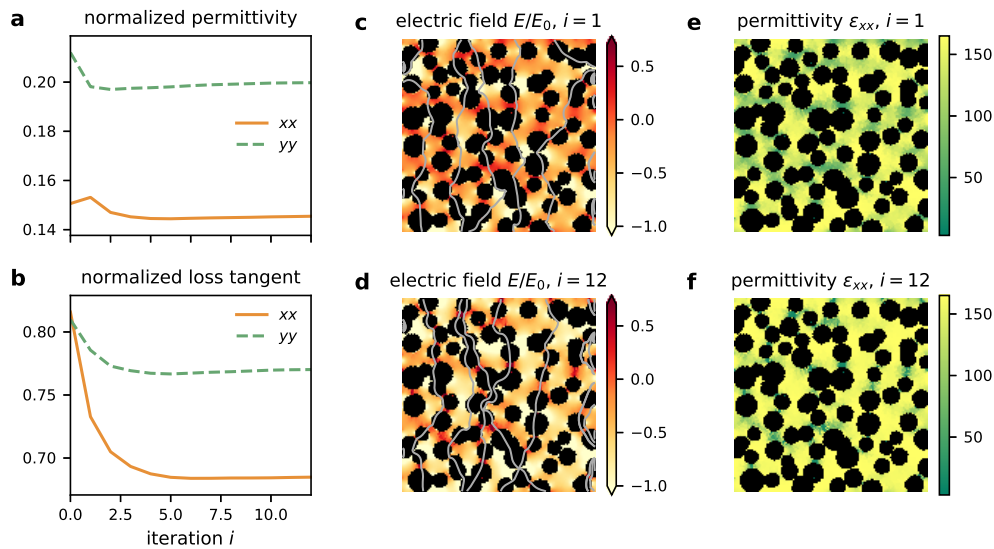 a
normalized permittivity
0.20
0.18
0.16
0.14
xx
yy
b
normalized loss tangent
0.80
0.75
0.70
xx
yy
0.0 2.5 5.0 7.5 10.0
iteration i
c
electric field E/E₀, i = 1
0.5
0.0
−0.5
−1.0
d
electric field E/E₀, i = 12
0.5
0.0
−0.5
−1.0
e
permittivity εₓₓ, i = 1
150
100
50
f
permittivity εₓₓ, i = 12
150
100
50